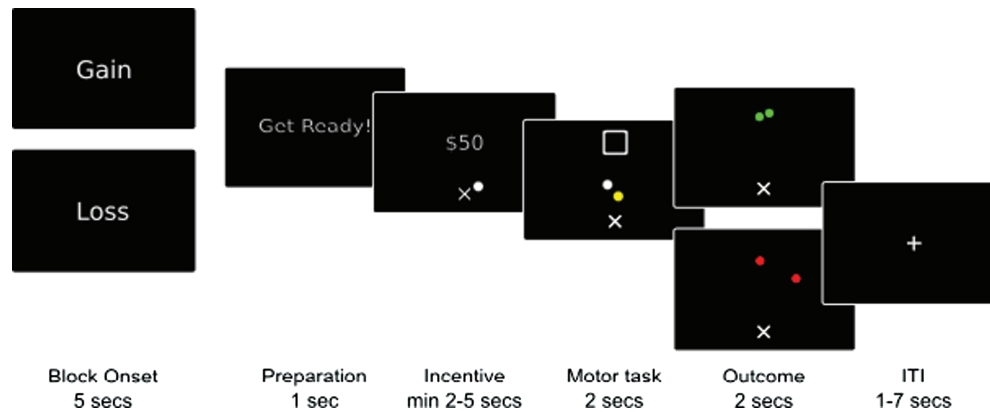 Gain
Loss
Get Ready!
$50
Block Onset
5 secs
Preparation
1 sec
Incentive
min 2-5 secs
Motor task
2 secs
Outcome
2 secs
ITI
1-7 secs